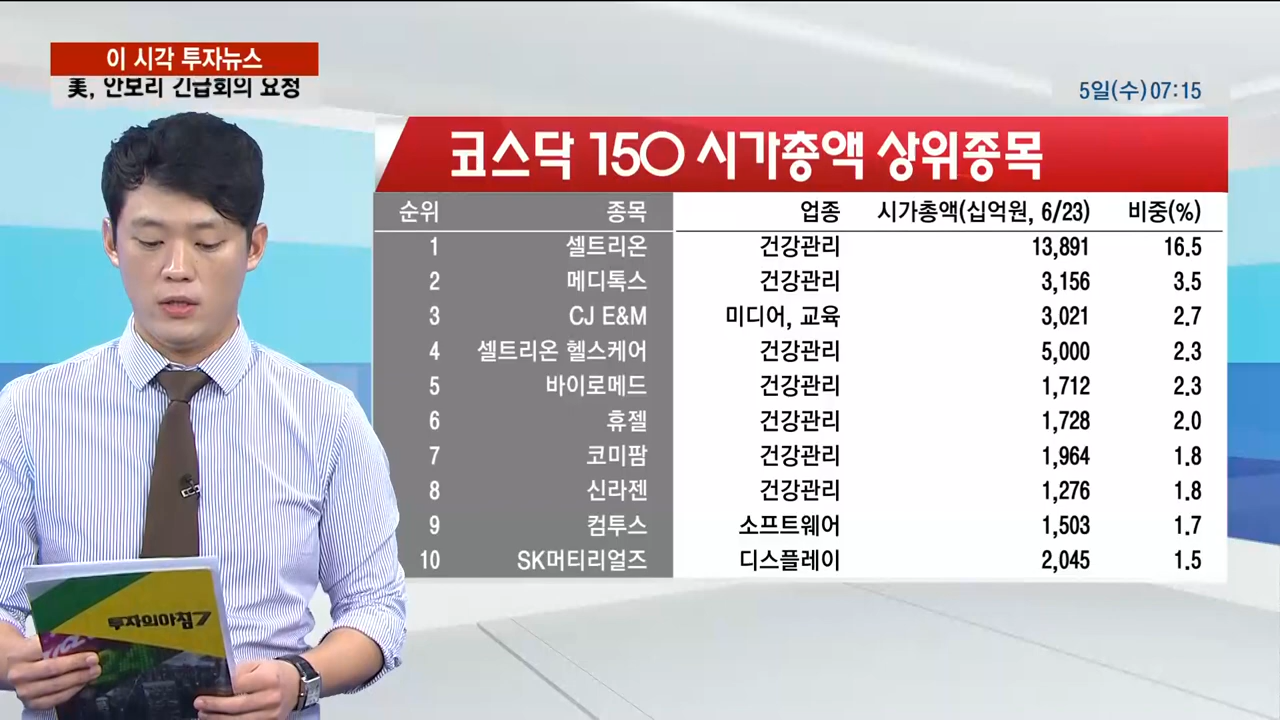 이 시각 투자뉴스
美, 안보리 긴급회의 요청
5일(수) 07:15
코스닥 150 시가총액 상위종목
순위 종목 업종 시가총액(십억원, 6/23) 비중(%)
1 셀트리온 건강관리 13,891 16.5
2 메디톡스 건강관리 3,156 3.5
3 CJ E&M 미디어, 교육 3,021 2.7
4 셀트리온 헬스케어 건강관리 5,000 2.3
5 바이로메드 건강관리 1,712 2.3
6 휴젤 건강관리 1,728 2.0
7 코미팜 건강관리 1,964 1.8
8 신라젠 건강관리 1,276 1.8
9 컴투스 소프트웨어 1,503 1.7
10 SK머티리얼즈 디스플레이 2,045 1.5
투자의아침7